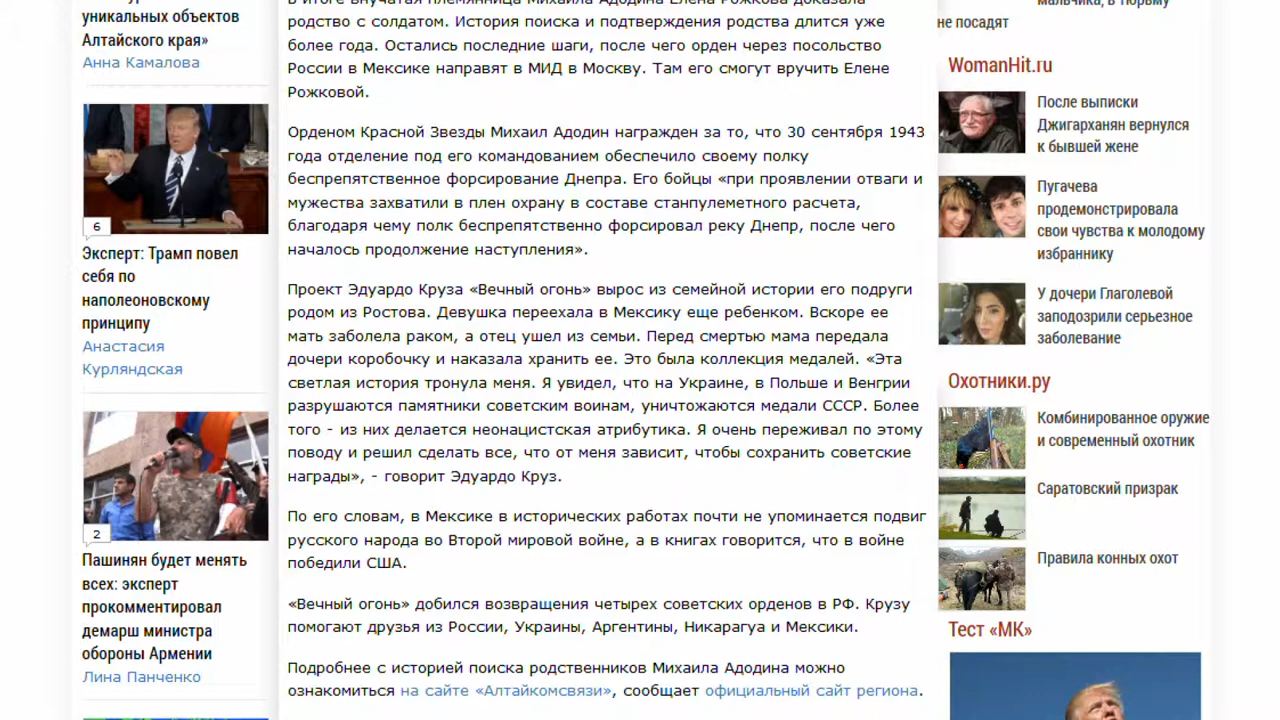 уникальных объектов
Алтайского края»
Анна Камалова
6
Эксперт: Трамп повел
себя по
наполеоновскому
принципу
Анастасия
Курляндская
2
Пашинян будет менять
всех: эксперт
прокомментировал
демарш министра
обороны Армении
Лина Панченко
В итоге внучатая племянница Михаила Адодина Елена Рожкова доказала
родство с солдатом. История поиска и подтверждения родства длится уже
более года. Остались последние шаги, после чего орден через посольство
России в Мексике направят в МИД в Москву. Там его смогут вручить Елене
Рожковой.
Орденом Красной Звезды Михаил Адодин награжден за то, что 30 сентября 1943
года отделение под его командованием обеспечило своему полку
беспрепятственное форсирование Днепра. Его бойцы «при проявлении отваги и
мужества захватили в плен охрану в составе станпулеметного расчета,
благодаря чему полк беспрепятственно форсировал реку Днепр, после чего
началось продолжение наступления».
Проект Эдуардо Круза «Вечный огонь» вырос из семейной истории его подруги
родом из Ростова. Девушка переехала в Мексику еще ребенком. Вскоре ее
мать заболела раком, а отец ушел из семьи. Перед смертью мама передала
дочери коробочку и наказала хранить ее. Это была коллекция медалей. «Эта
светлая история тронула меня. Я увидел, что на Украине, в Польше и Венгрии
разрушаются памятники советским воинам, уничтожаются медали СССР. Более
того - из них делается неонацистская атрибутика. Я очень переживал по этому
поводу и решил сделать все, что от меня зависит, чтобы сохранить советские
награды», - говорит Эдуардо Круз.
По его словам, в Мексике в исторических работах почти не упоминается подвиг
русского народа во Второй мировой войне, а в книгах говорится, что в войне
победили США.
«Вечный огонь» добился возвращения четырех советских орденов в РФ. Крузу
помогают друзья из России, Украины, Аргентины, Никарагуа и Мексики.
Подробнее с историей поиска родственников Михаила Адодина можно
ознакомиться на сайте «Алтайкомсвязи», сообщает официальный сайт региона.
мальчика, в тюрьму
не посадят
WomanHit.ru
После выписки
Джигарханян вернулся
к бывшей жене
Пугачева
продемонстрировала
свои чувства к молодому
избраннику
У дочери Глаголевой
заподозрили серьезное
заболевание
Охотники.ру
Комбинированное оружие
и современный охотник
Саратовский призрак
Правила конных охот
Тест «МК»